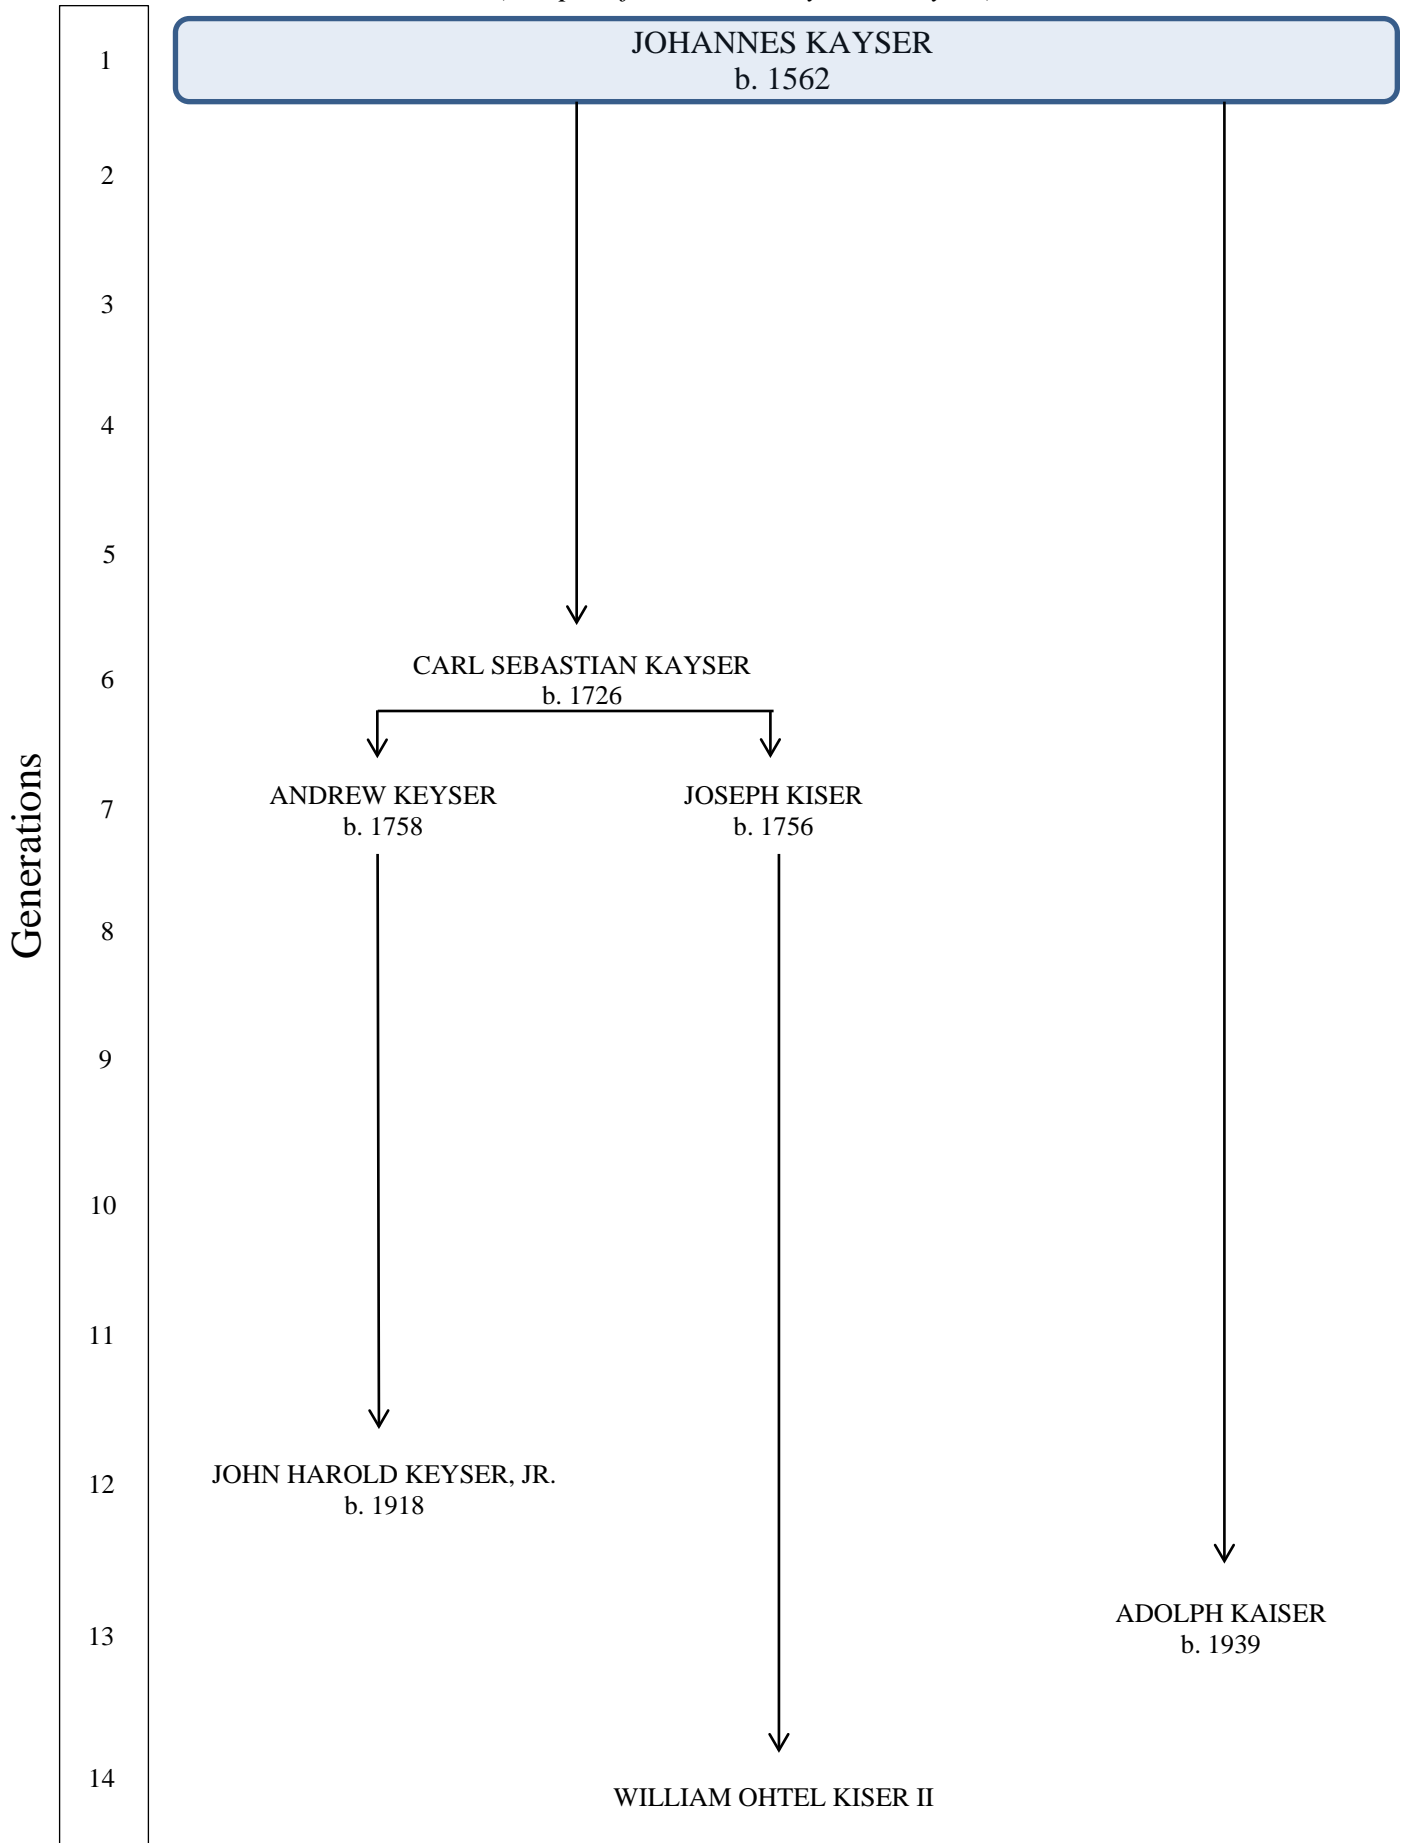 JOHANNES KAYSER
b. 1562
1
2
3
4
5
CARL SEBASTIAN KAYSER
b. 1726
6
ANDREW KEYSER
b. 1758
JOSEPH KISER
b. 1756
7
Generations
8
9
10
11
JOHN HAROLD KEYSER, JR.
b. 1918
12
ADOLPH KAISER
b. 1939
13
14
WILLIAM OHTEL KISER II